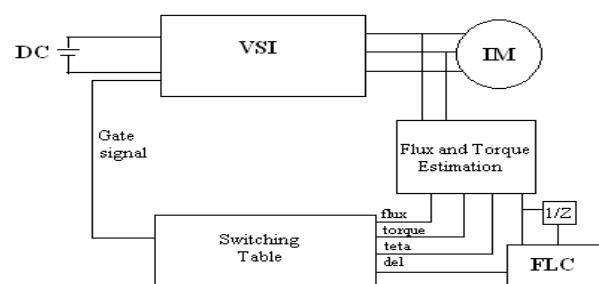 DC
VSI
IM
Gate
signal
Flux and Torque
Estimation
flux
torque
teta
del
Switching
Table
1/Z
FLC